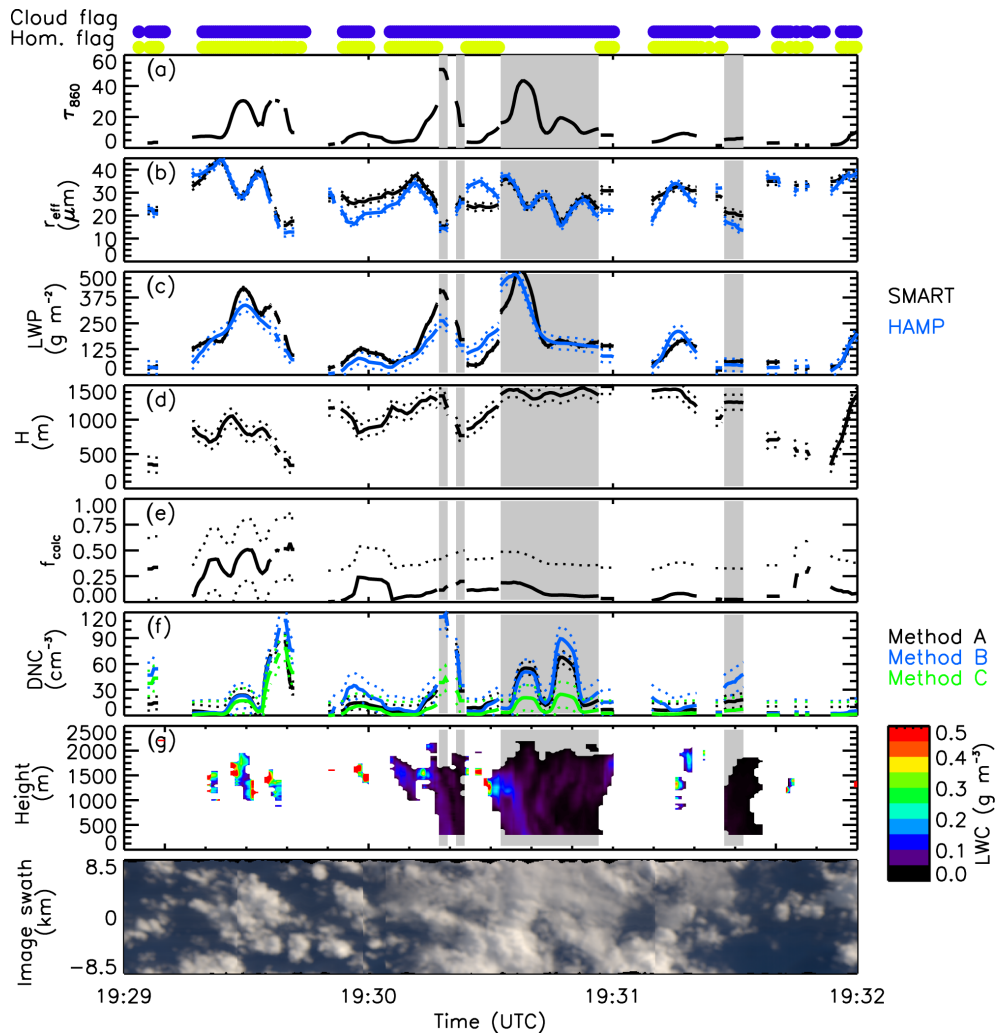 Cloud flag
Hom. flag
60
40
20
0
τ860
(a)
40
30
20
10
0
reff
(μm)
(b)
500
375
250
125
0
LWP
(g m⁻²)
(c)
SMART
HAMP
1500
1000
500
0
H
(m)
(d)
1.00
0.75
0.50
0.25
0.00
fcalc
(e)
120
90
60
30
0
DNC
(cm⁻³)
(f)
Method A
Method B
Method C
2500
2000
1500
1000
500
0
Height
(m)
(g)
0.5
0.4
0.3
0.2
0.1
0.0
LWC (g m⁻³)
8.5
0
−8.5
Image swath
(km)
19:29 19:30 19:31 19:32
Time (UTC)